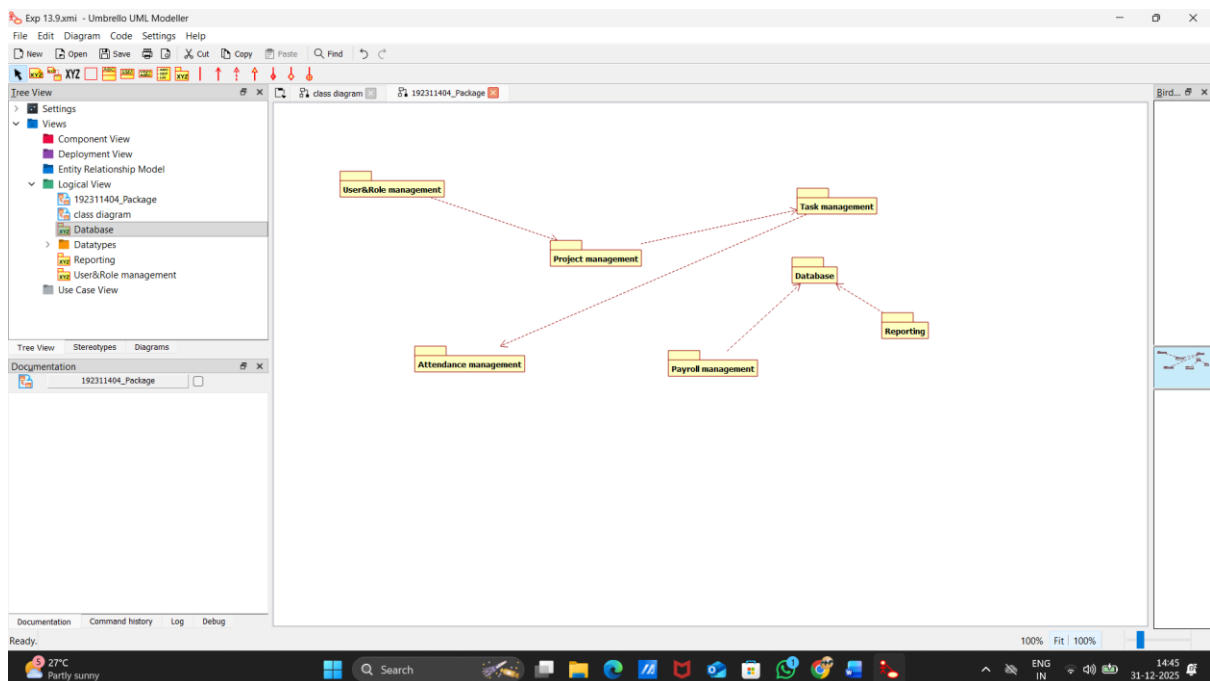 Exp 13.9.xmi - Umbrello UML Modeller
File Edit Diagram Code Settings Help
New Open Save Cut Copy Paste Find
XYZ
Tree View
class diagram 192311404_Package
Bird...
Settings
Views
Component View
Deployment View
Entity Relationship Model
Logical View
192311404_Package
class diagram
Database
Datatypes
Reporting
User&Role management
Use Case View
Tree View Stereotypes Diagrams
Documentation
192311404_Package
User&Role management
Task management
Project management
Database
Reporting
Attendance management
Payroll management
Documentation Command history Log Debug
Ready.
100% Fit 100%
5
27°C
Partly sunny
Search
1
ENG
IN
14:45
31-12-2025